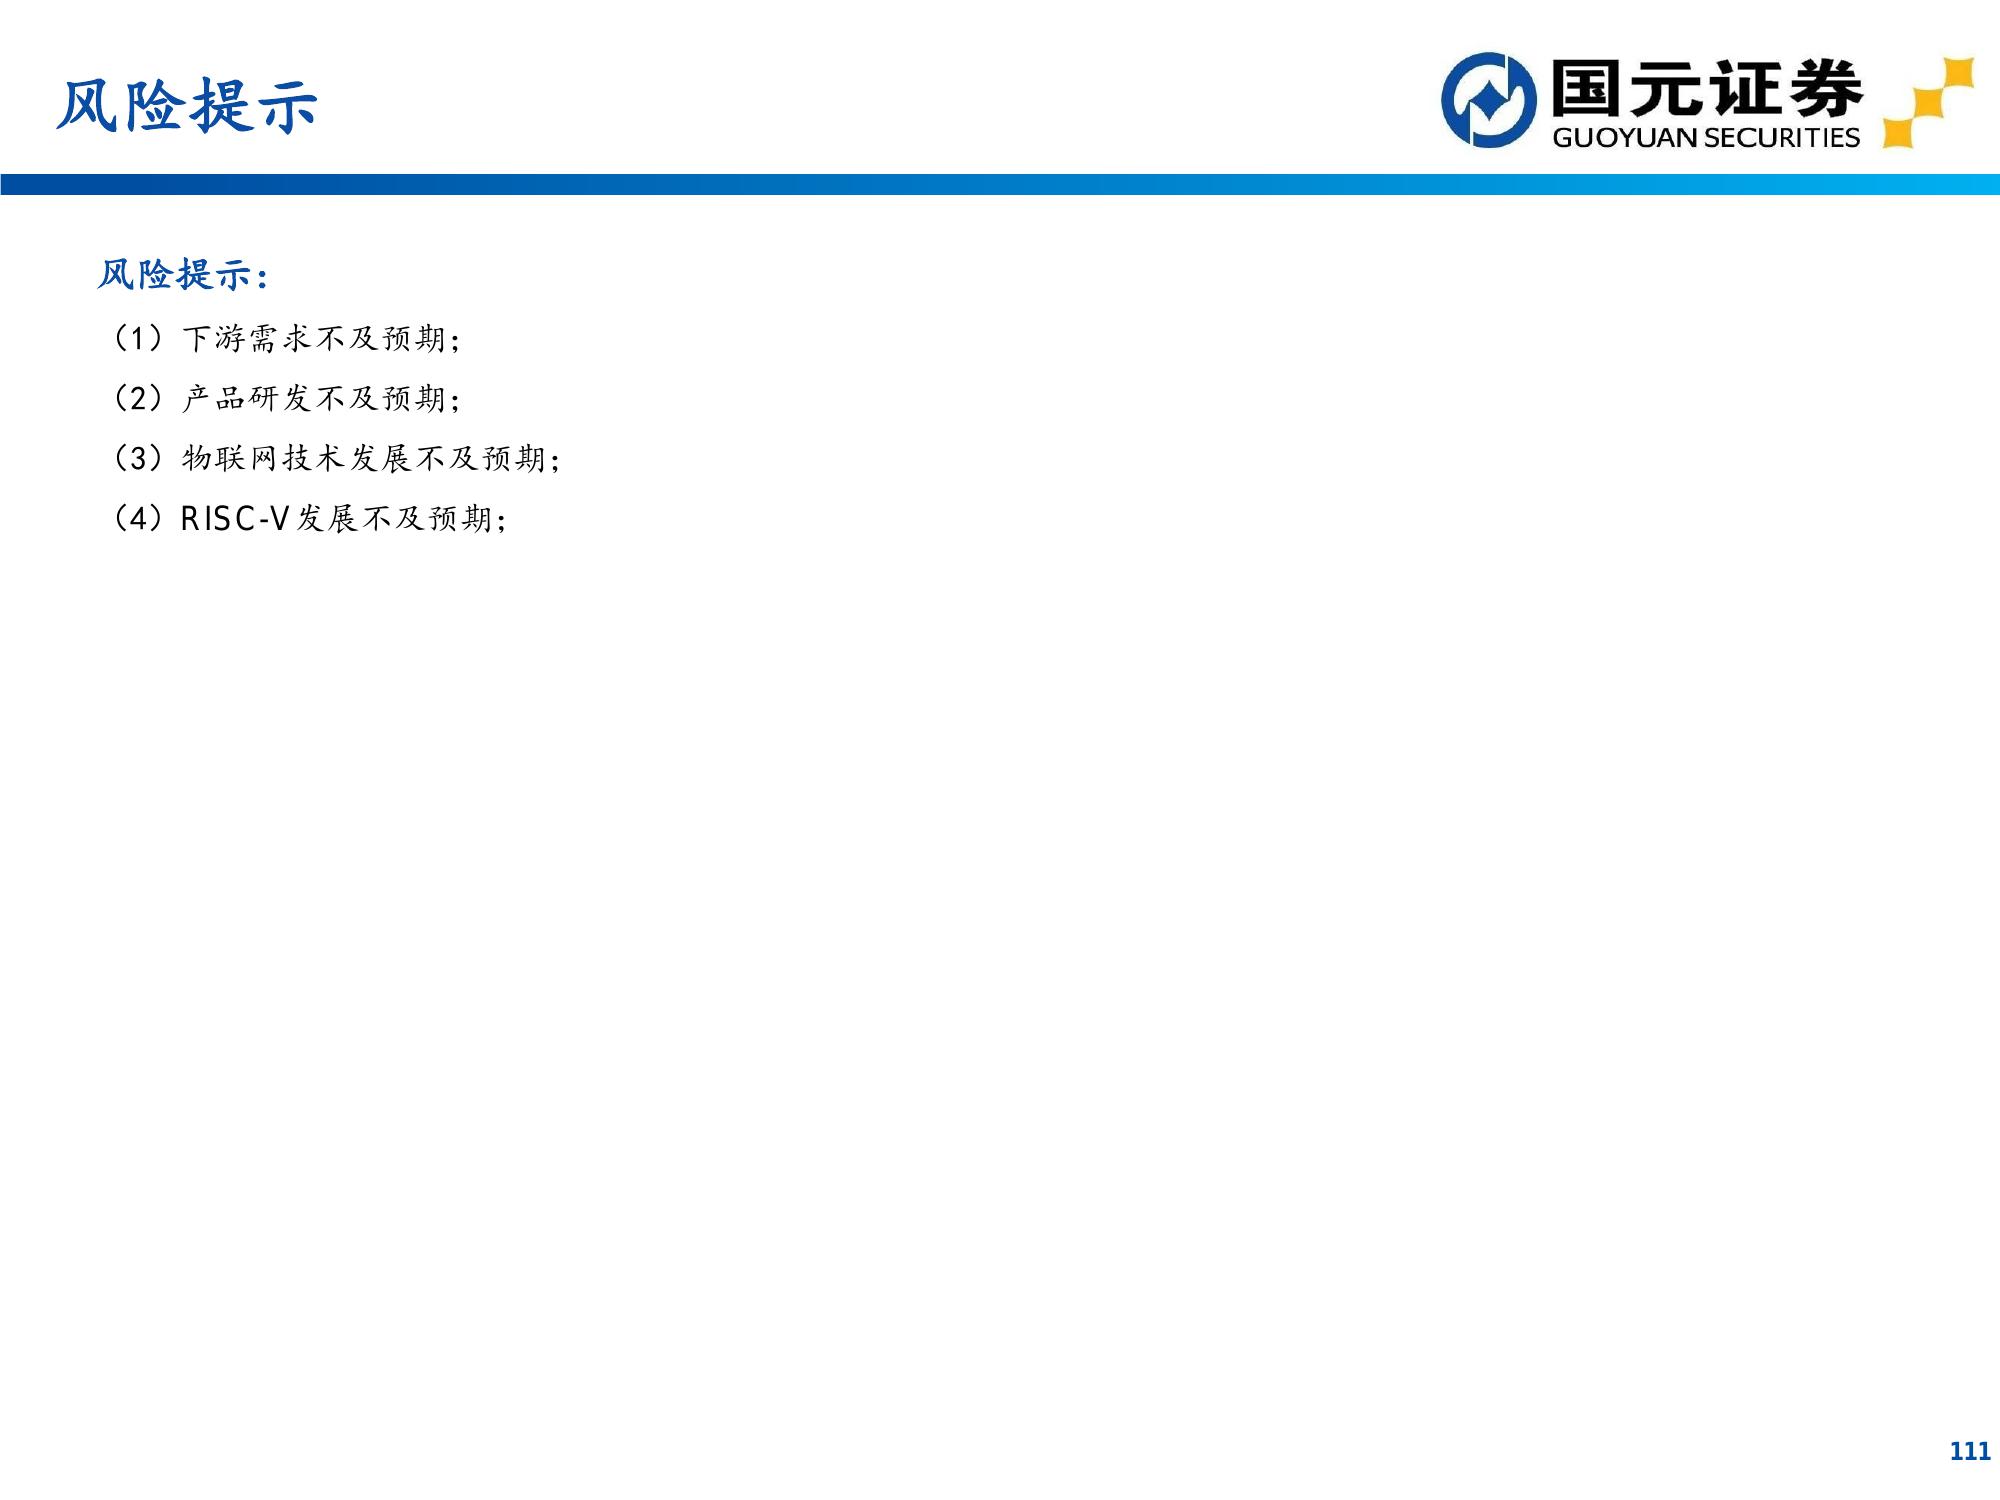 风险提示
国元证券
GUOYUAN SECURITIES
风险提示：
（1）下游需求不及预期；
（2）产品研发不及预期；
（3）物联网技术发展不及预期；
（4）RISC-V发展不及预期；
111